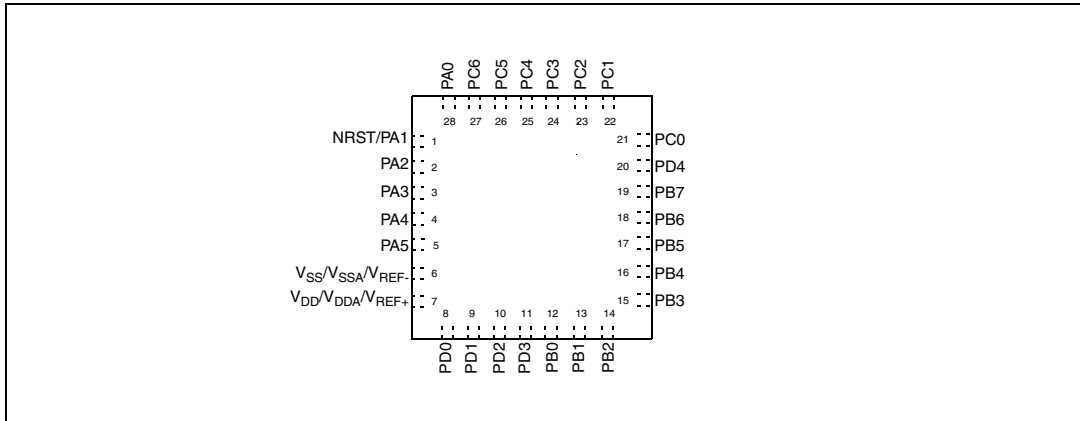 PA0 PC6 PC5 PC4 PC3 PC2 PC1
28 27 26 25 24 23 22
NRST/PA1 1 21 PC0
PA2 2 20 PD4
PA3 3 19 PB7
PA4 4 18 PB6
PA5 5 17 PB5
VSS/VSSA/VREF- 6 16 PB4
VDD/VDDA/VREF+ 7 15 PB3
8 9 10 11 12 13 14
PD0 PD1 PD2 PD3 PB0 PB1 PB2